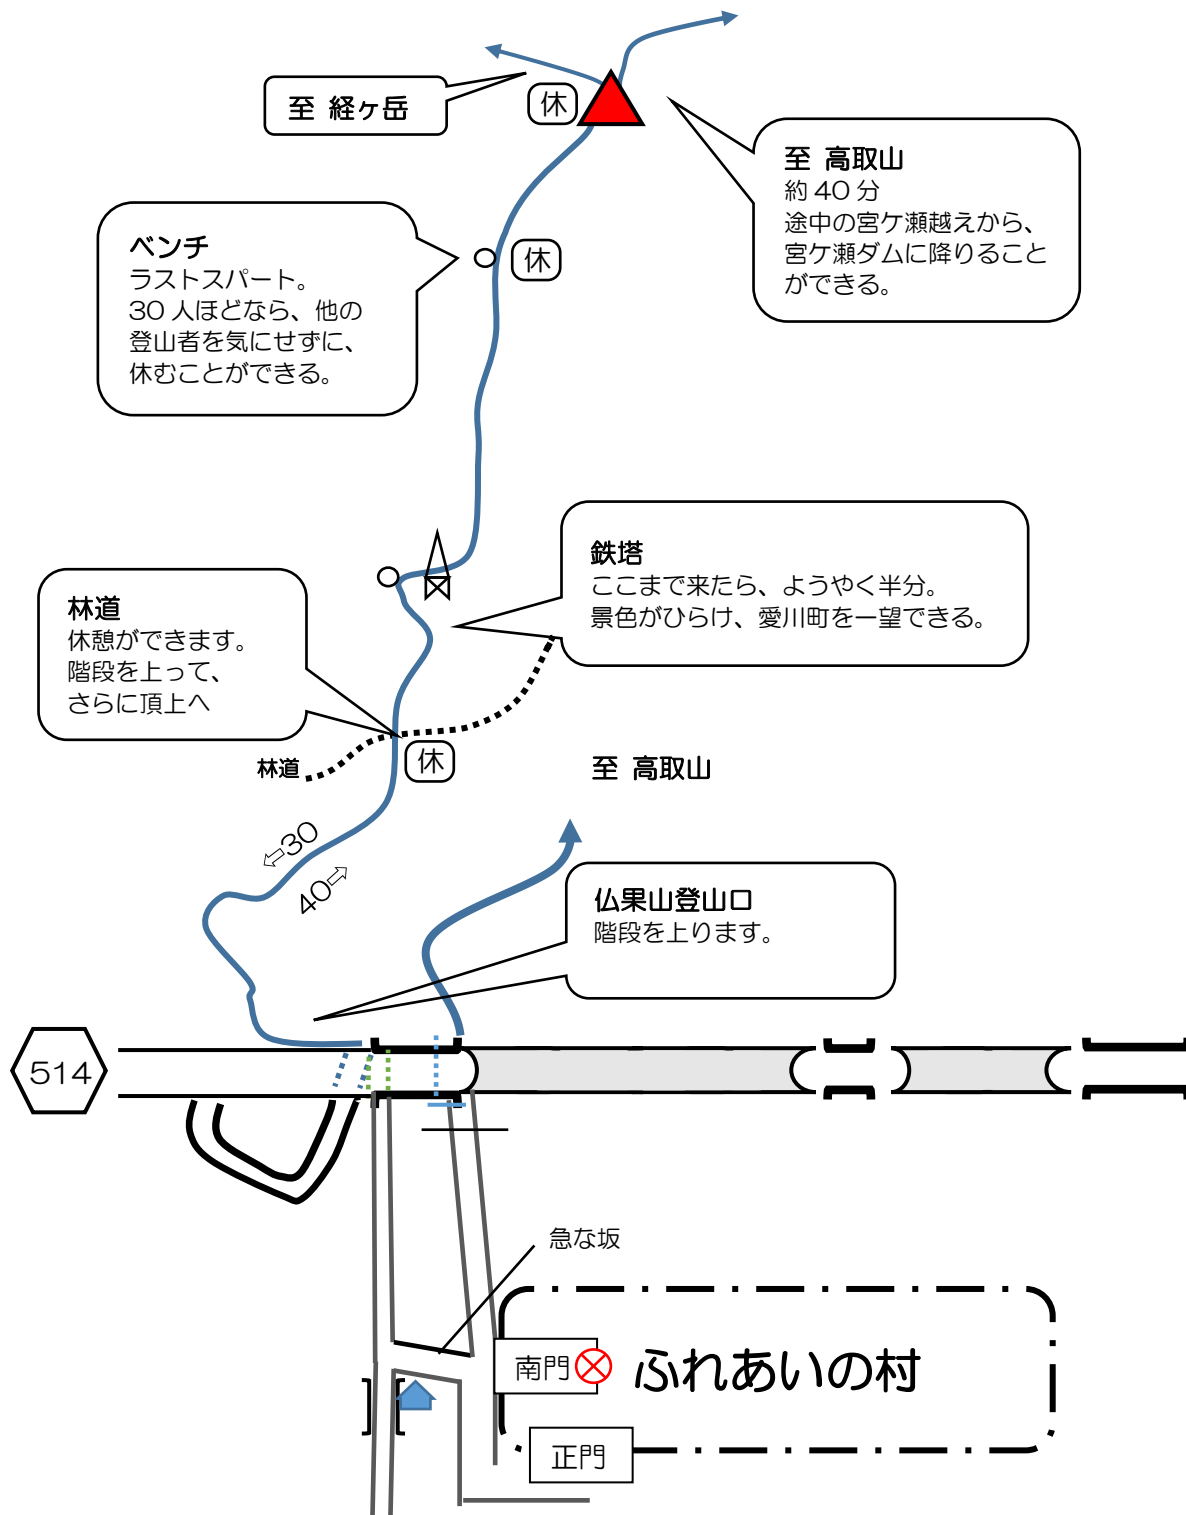 至 経ヶ岳
休
至 高取山
約 40 分
途中の宮ケ瀬越えから、
宮ケ瀬ダムに降りること
ができる。
ベンチ
ラストスパート。
30 人ほどなら、他の
登山者を気にせずに、
休むことができる。
休
鉄塔
ここまで来たら、ようやく半分。
景色がひらけ、愛川町を一望できる。
林道
休憩ができます。
階段を上って、
さらに頂上へ
休
林道
至 高取山
⇦30
40⇨
仏果山登山口
階段を上ります。
514
急な坂
南門
ふれあいの村
正門